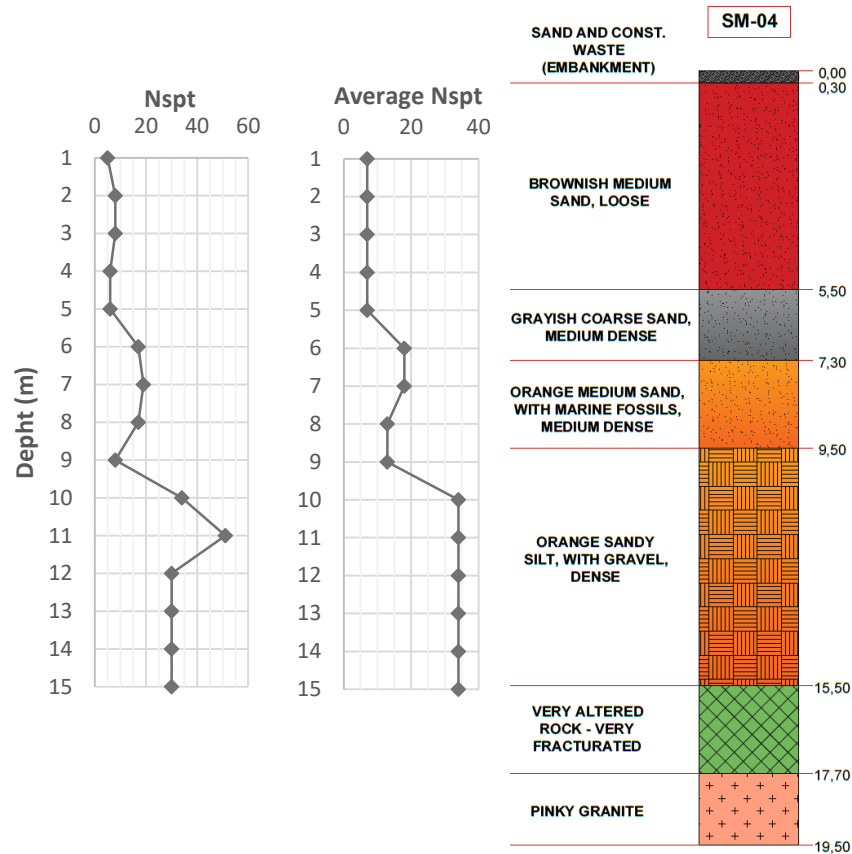 Nspt
0 20 40 60
1
2
3
4
5
6
7
8
9
10
11
12
13
14
15
Depht (m)
Average Nspt
0 20 40
1
2
3
4
5
6
7
8
9
10
11
12
13
14
15
SM-04
SAND AND CONST.
WASTE
(EMBANKMENT)
0,00
0,30
BROWNISH MEDIUM
SAND, LOOSE
5,50
GRAYISH COARSE SAND,
MEDIUM DENSE
7,30
ORANGE MEDIUM SAND,
WITH MARINE FOSSILS,
MEDIUM DENSE
9,50
ORANGE SANDY
SILT, WITH GRAVEL,
DENSE
15,50
VERY ALTERED
ROCK - VERY
FRACTURATED
17,70
PINKY GRANITE
19,50